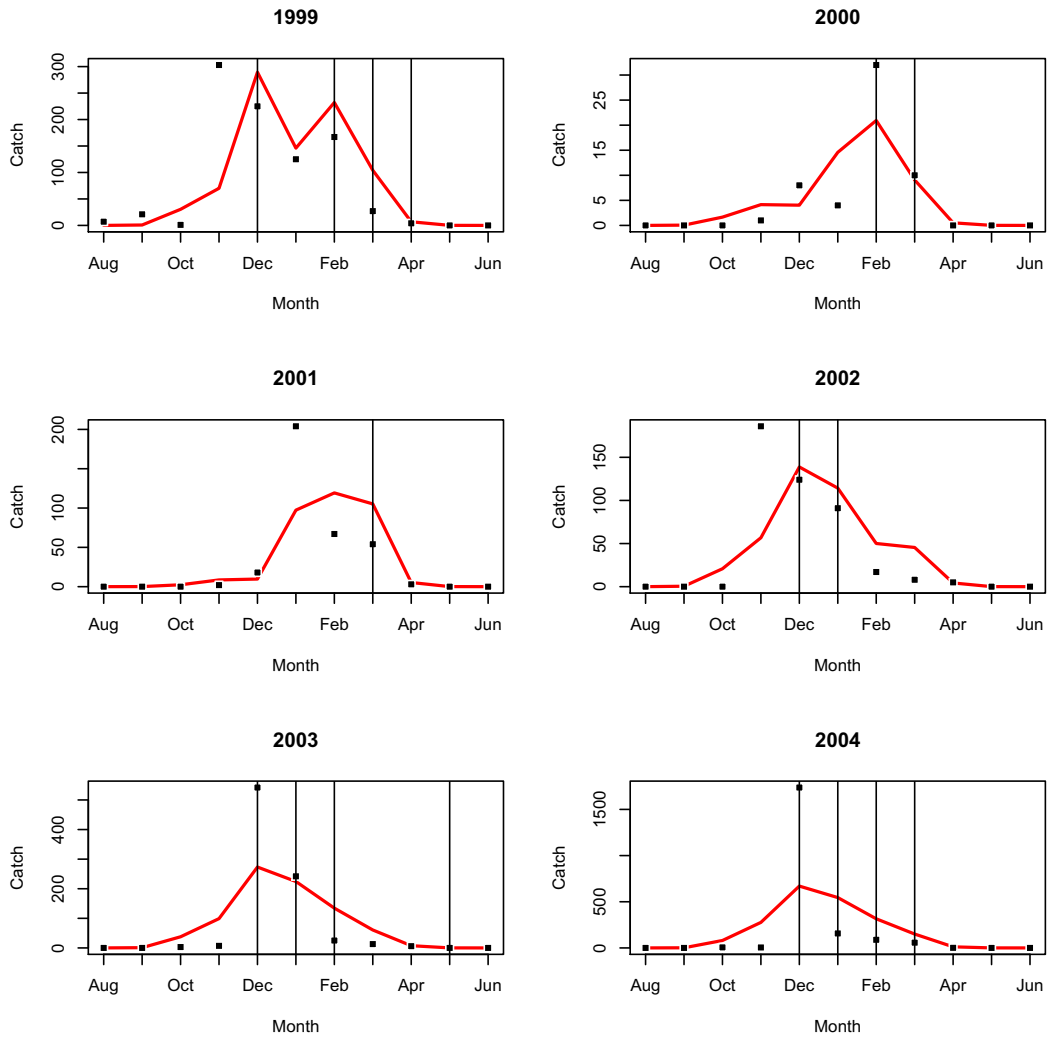 1999
Catch
300
200
100
0
Aug Oct Dec Feb Apr Jun
Month
2000
Catch
25
15
5
0
Aug Oct Dec Feb Apr Jun
Month
2001
Catch
200
100
50
0
Aug Oct Dec Feb Apr Jun
Month
2002
Catch
150
100
50
0
Aug Oct Dec Feb Apr Jun
Month
2003
Catch
400
200
0
Aug Oct Dec Feb Apr Jun
Month
2004
Catch
1500
500
0
Aug Oct Dec Feb Apr Jun
Month